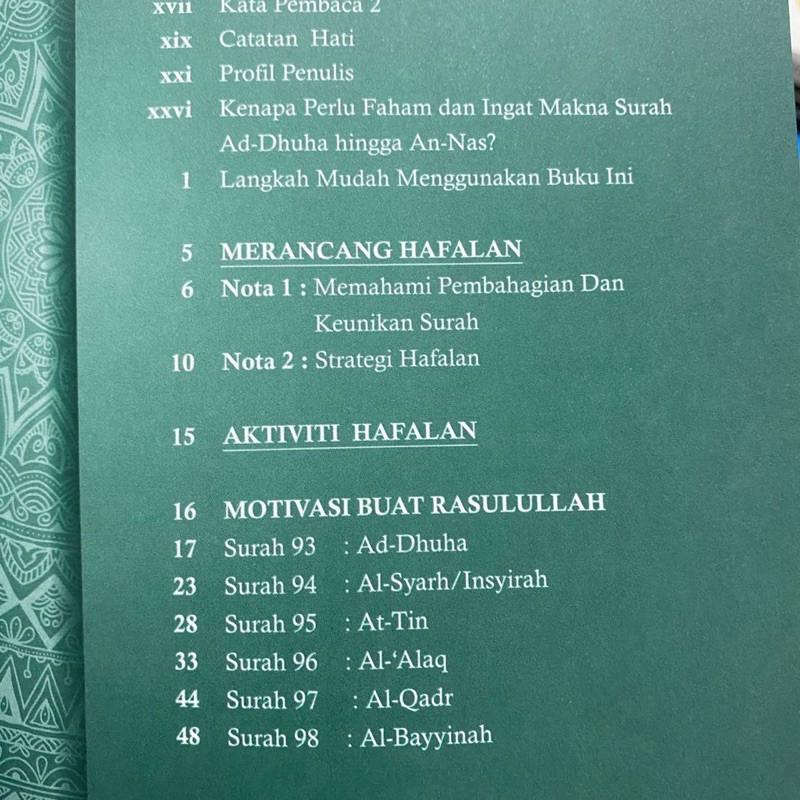 xvii Kata Pembaca 2
xix Catatan Hati
xxi Profil Penulis
xxvi Kenapa Perlu Faham dan Ingat Makna Surah
Ad-Dhuha hingga An-Nas?
1 Langkah Mudah Menggunakan Buku Ini
5 MERANCANG HAFALAN
6 Nota 1 : Memahami Pembahagian Dan
Keunikan Surah
10 Nota 2 : Strategi Hafalan
15 AKTIVITI HAFALAN
16 MOTIVASI BUAT RASULULLAH
17 Surah 93 : Ad-Dhuha
23 Surah 94 : Al-Syarh/Insyirah
28 Surah 95 : At-Tin
33 Surah 96 : Al-‘Alaq
44 Surah 97 : Al-Qadr
48 Surah 98 : Al-Bayyinah